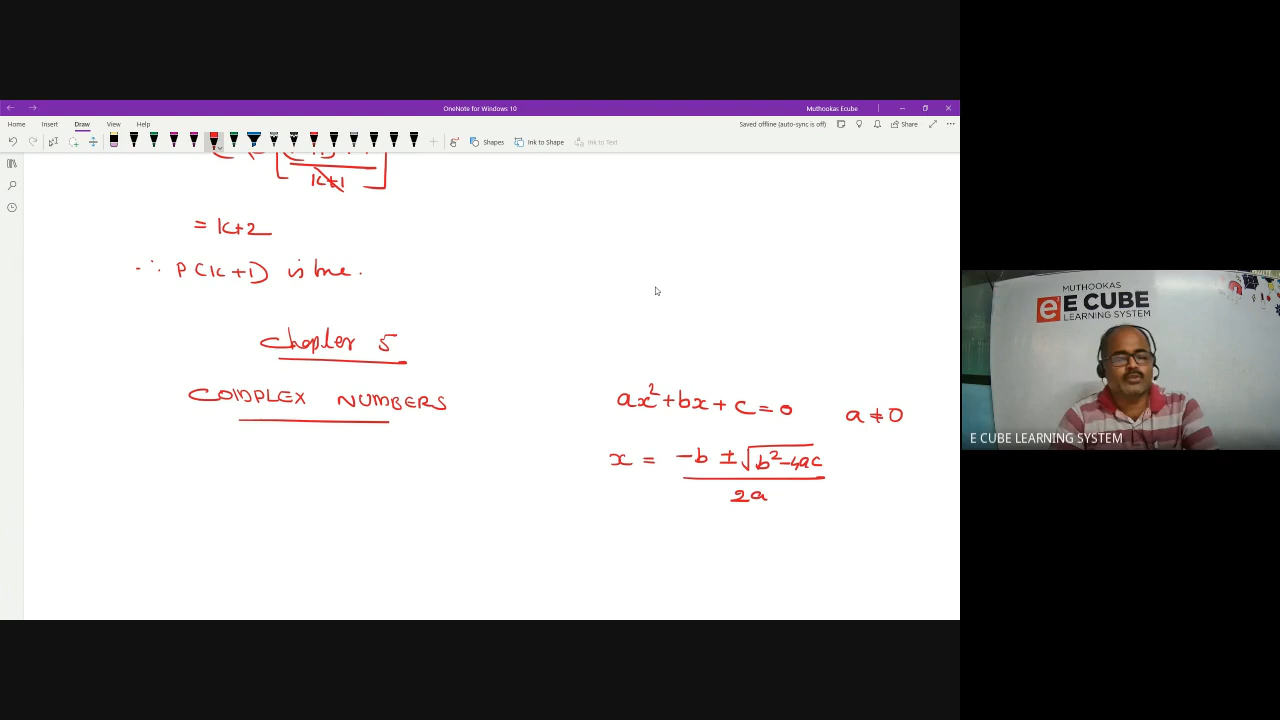 OneNote for Windows 10
Muthookas Ecube
Home Insert Draw View Help
Saved offline (auto-sync is off) Share
Shapes Ink to Shape Ink to Text
k+1
= k+2
∴ P(k+1) is true.
Chapter 5
COMPLEX NUMBERS
ax²+bx+c=0 a≠0
x = -b ± √b²-4ac
2a
MUTHOOKAS
e E CUBE
LEARNING SYSTEM
E CUBE LEARNING SYSTEM